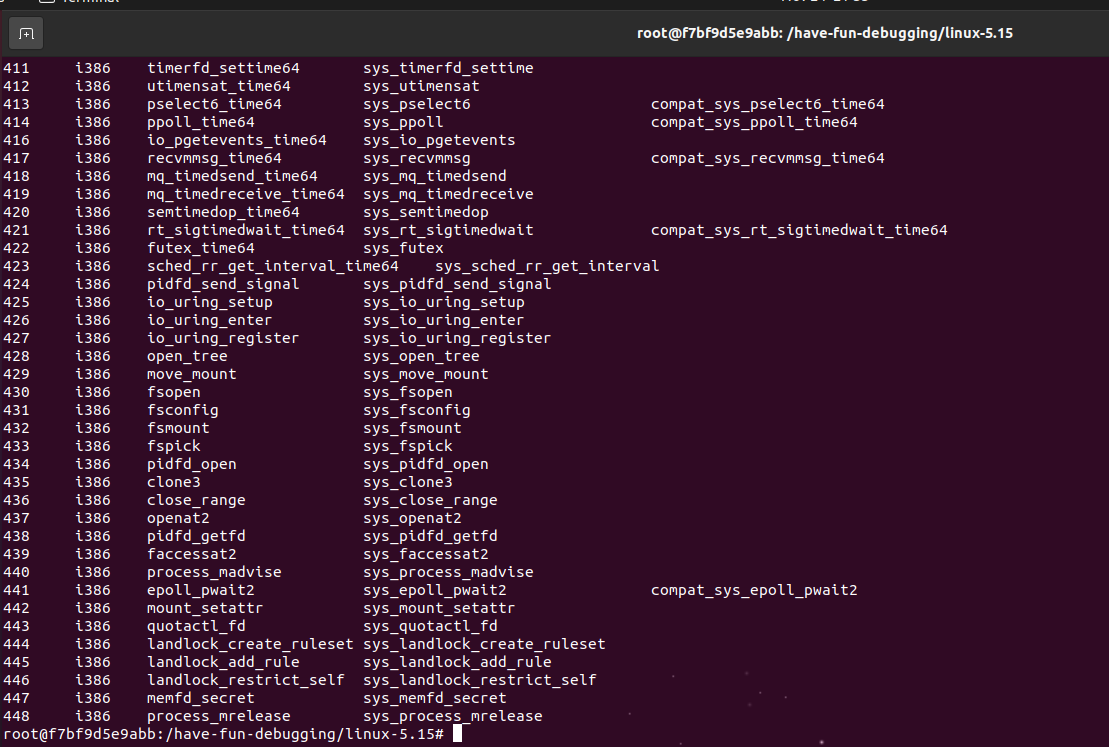 Terminal
root@f7bf9d5e9abb: /have-fun-debugging/linux-5.15
411 i386 timerfd_settime64 sys_timerfd_settime
412 i386 utimensat_time64 sys_utimensat
413 i386 pselect6_time64 sys_pselect6 compat_sys_pselect6_time64
414 i386 ppoll_time64 sys_ppoll compat_sys_ppoll_time64
416 i386 io_pgetevents_time64 sys_io_pgetevents
417 i386 recvmmsg_time64 sys_recvmmsg compat_sys_recvmmsg_time64
418 i386 mq_timedsend_time64 sys_mq_timedsend
419 i386 mq_timedreceive_time64 sys_mq_timedreceive
420 i386 semtimedop_time64 sys_semtimedop
421 i386 rt_sigtimedwait_time64 sys_rt_sigtimedwait compat_sys_rt_sigtimedwait_time64
422 i386 futex_time64 sys_futex
423 i386 sched_rr_get_interval_time64 sys_sched_rr_get_interval
424 i386 pidfd_send_signal sys_pidfd_send_signal
425 i386 io_uring_setup sys_io_uring_setup
426 i386 io_uring_enter sys_io_uring_enter
427 i386 io_uring_register sys_io_uring_register
428 i386 open_tree sys_open_tree
429 i386 move_mount sys_move_mount
430 i386 fsopen sys_fsopen
431 i386 fsconfig sys_fsconfig
432 i386 fsmount sys_fsmount
433 i386 fspick sys_fspick
434 i386 pidfd_open sys_pidfd_open
435 i386 clone3 sys_clone3
436 i386 close_range sys_close_range
437 i386 openat2 sys_openat2
438 i386 pidfd_getfd sys_pidfd_getfd
439 i386 faccessat2 sys_faccessat2
440 i386 process_madvise sys_process_madvise
441 i386 epoll_pwait2 sys_epoll_pwait2 compat_sys_epoll_pwait2
442 i386 mount_setattr sys_mount_setattr
443 i386 quotactl_fd sys_quotactl_fd
444 i386 landlock_create_ruleset sys_landlock_create_ruleset
445 i386 landlock_add_rule sys_landlock_add_rule
446 i386 landlock_restrict_self sys_landlock_restrict_self
447 i386 memfd_secret sys_memfd_secret
448 i386 process_mrelease sys_process_mrelease
root@f7bf9d5e9abb:/have-fun-debugging/linux-5.15#